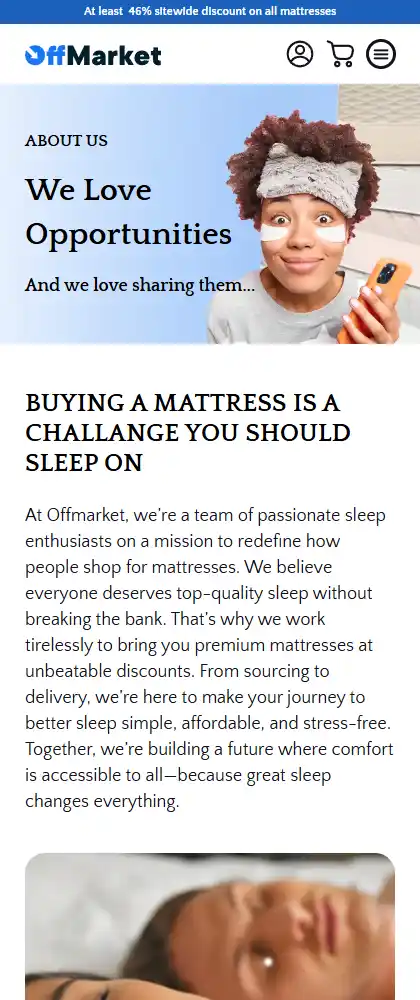 At least 46% sitewide discount on all mattresses
OffMarket
ABOUT US
We Love
Opportunities
And we love sharing them...
BUYING A MATTRESS IS A
CHALLANGE YOU SHOULD
SLEEP ON
At Offmarket, we're a team of passionate sleep
enthusiasts on a mission to redefine how
people shop for mattresses. We believe
everyone deserves top-quality sleep without
breaking the bank. That's why we work
tirelessly to bring you premium mattresses at
unbeatable discounts. From sourcing to
delivery, we're here to make your journey to
better sleep simple, affordable, and stress-free.
Together, we're building a future where comfort
is accessible to all—because great sleep
changes everything.